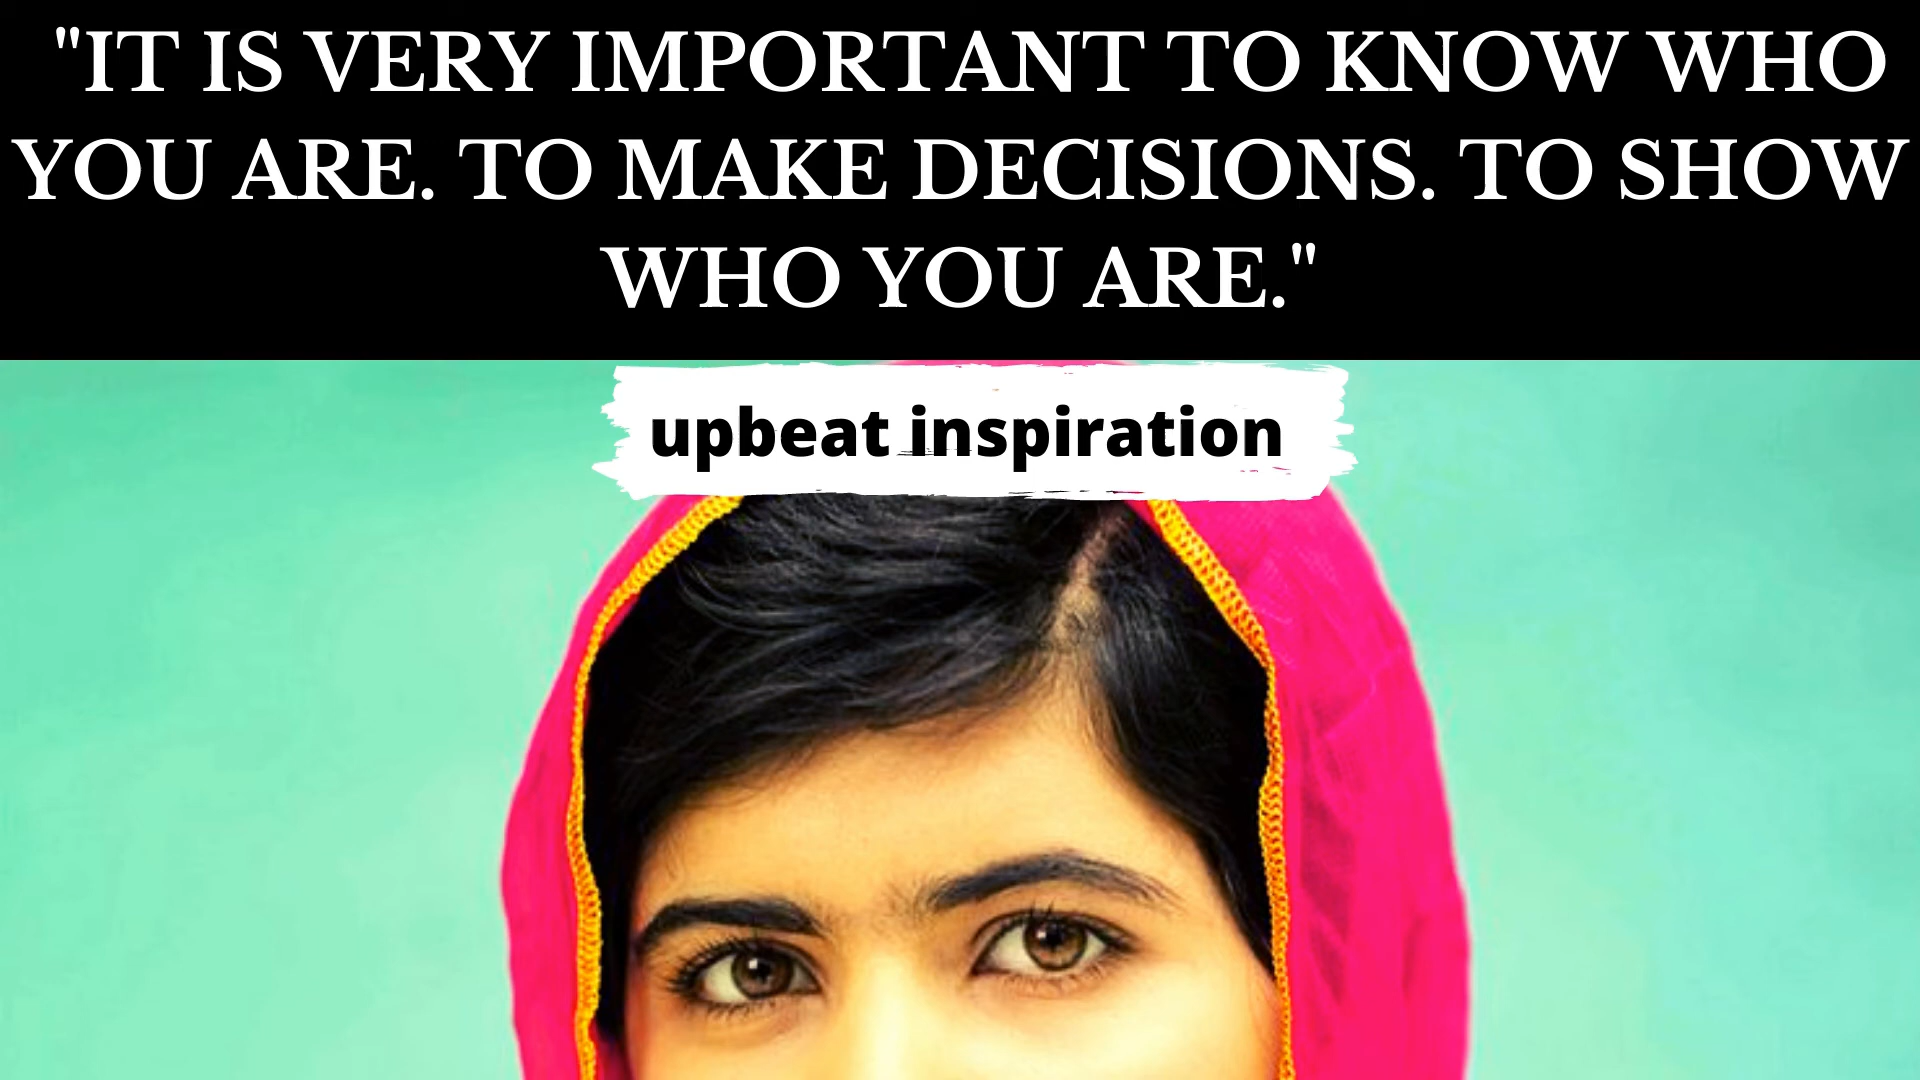 "IT IS VERY IMPORTANT TO KNOW WHO
YOU ARE. TO MAKE DECISIONS. TO SHOW
WHO YOU ARE."
upbeat inspiration